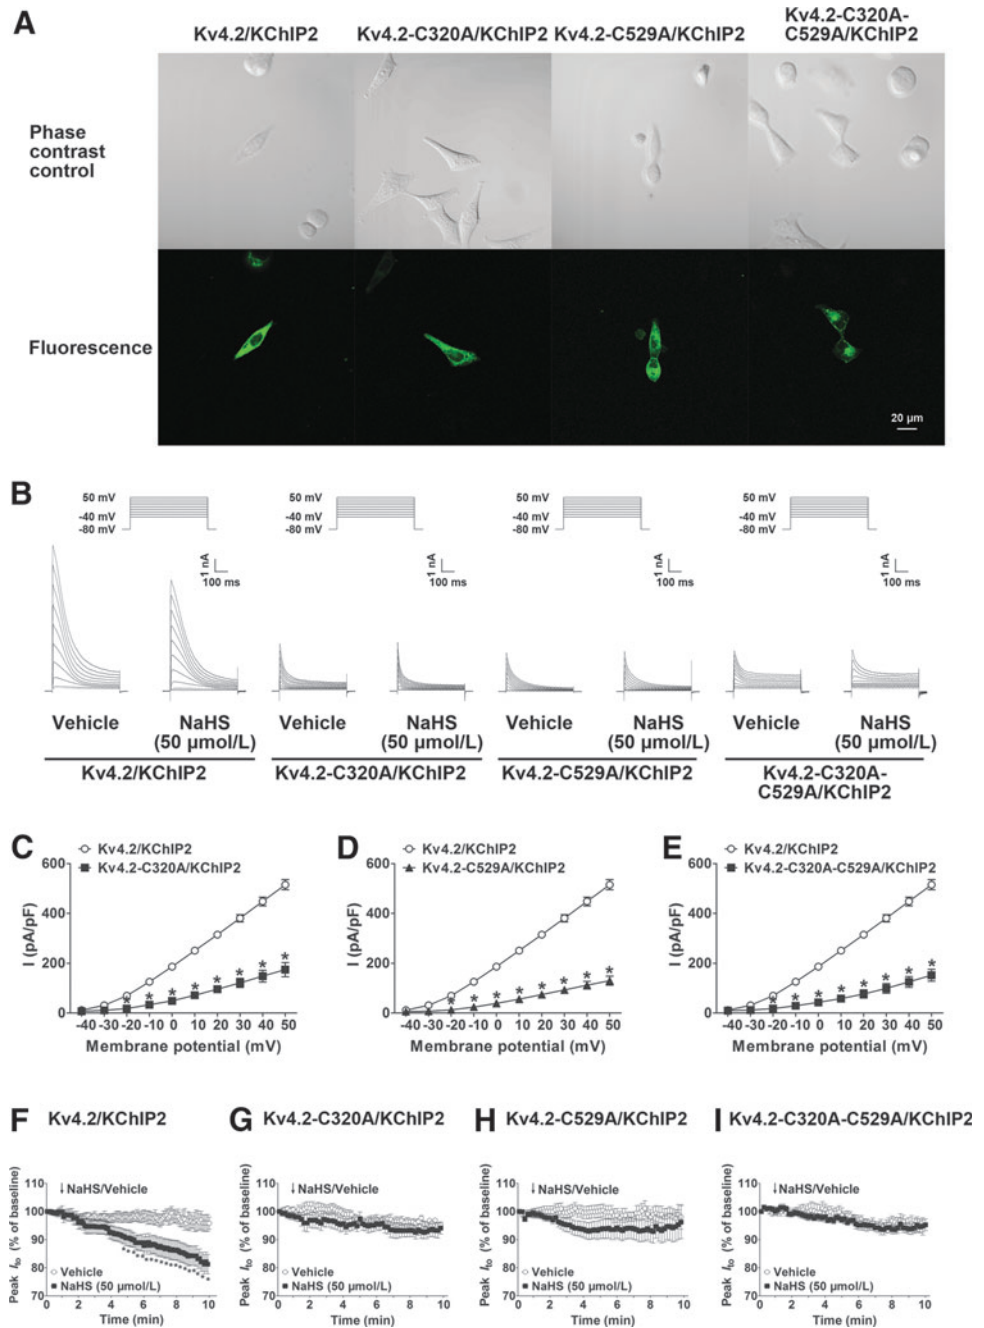 A
Kv4.2/KChIP2
Kv4.2-C320A/KChIP2
Kv4.2-C529A/KChIP2
Kv4.2-C320A-
C529A/KChIP2
Phase
contrast
control
Fluorescence
20 µm
B
50 mV
-40 mV
-80 mV
1 nA
100 ms
50 mV
-40 mV
-80 mV
1 nA
100 ms
50 mV
-40 mV
-80 mV
1 nA
100 ms
50 mV
-40 mV
-80 mV
1 nA
100 ms
Vehicle
NaHS
(50 µmol/L)
Kv4.2/KChIP2
Vehicle
NaHS
(50 µmol/L)
Kv4.2-C320A/KChIP2
Vehicle
NaHS
(50 µmol/L)
Kv4.2-C529A/KChIP2
Vehicle
NaHS
(50 µmol/L)
Kv4.2-C320A-
C529A/KChIP2
C
Kv4.2/KChIP2
Kv4.2-C320A/KChIP2
I (pA/pF)
600
400
200
0
* * * * * * * *
-40 -30 -20 -10 0 10 20 30 40 50
Membrane potential (mV)
D
Kv4.2/KChIP2
Kv4.2-C529A/KChIP2
I (pA/pF)
600
400
200
0
* * * * * * * *
-40 -30 -20 -10 0 10 20 30 40 50
Membrane potential (mV)
E
Kv4.2/KChIP2
Kv4.2-C320A-C529A/KChIP2
I (pA/pF)
600
400
200
0
* * * * * * * *
-40 -30 -20 -10 0 10 20 30 40 50
Membrane potential (mV)
F Kv4.2/KChIP2
Peak Ito (% of baseline)
110
100
90
80
70
↓NaHS/Vehicle
Vehicle
NaHS (50 µmol/L)
0 2 4 6 8 10
Time (min)
G Kv4.2-C320A/KChIP2
Peak Ito (% of baseline)
110
100
90
80
70
↓NaHS/Vehicle
Vehicle
NaHS (50 µmol/L)
0 2 4 6 8 10
Time (min)
H Kv4.2-C529A/KChIP2
Peak Ito (% of baseline)
110
100
90
80
70
↓NaHS/Vehicle
Vehicle
NaHS (50 µmol/L)
0 2 4 6 8 10
Time (min)
I Kv4.2-C320A-C529A/KChIP2
Peak Ito (% of baseline)
110
100
90
80
70
↓NaHS/Vehicle
Vehicle
NaHS (50 µmol/L)
0 2 4 6 8 10
Time (min)